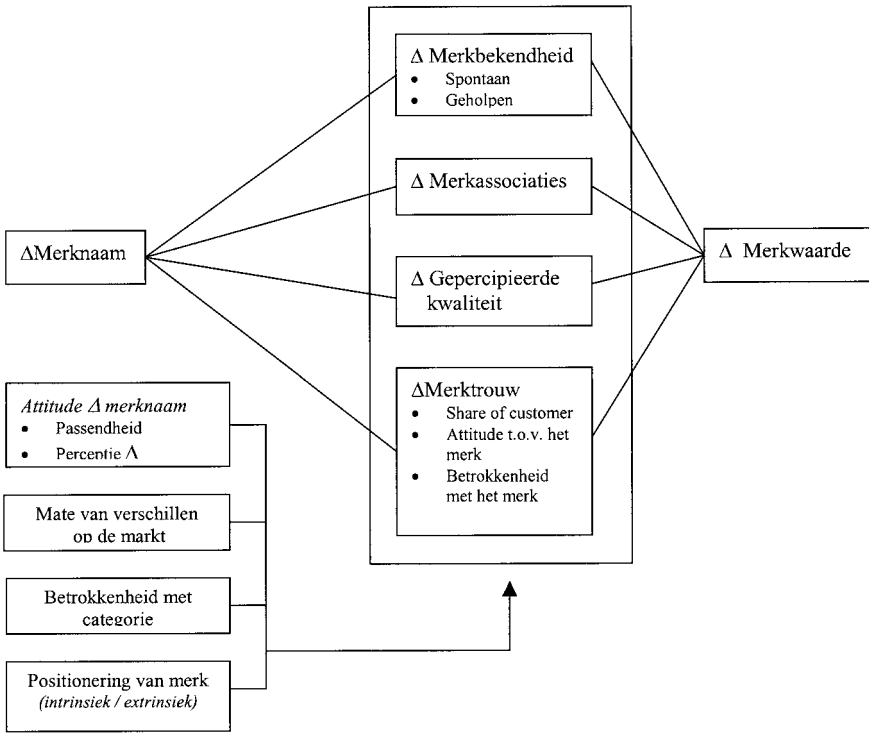 Δ Merkbekendheid
• Spontaan
• Geholpen
Δ Merkassociaties
ΔMerknaam
Δ Gepercipieerde
kwaliteit
Δ Merkwaarde
ΔMerktrouw
• Share of customer
• Attitude t.o.v. het
merk
• Betrokkenheid
met het merk
Attitude Δ merknaam
• Passendheid
• Percentie Δ
Mate van verschillen
op de markt
Betrokkenheid met
categorie
Positionering van merk
(intrinsiek / extrinsiek)